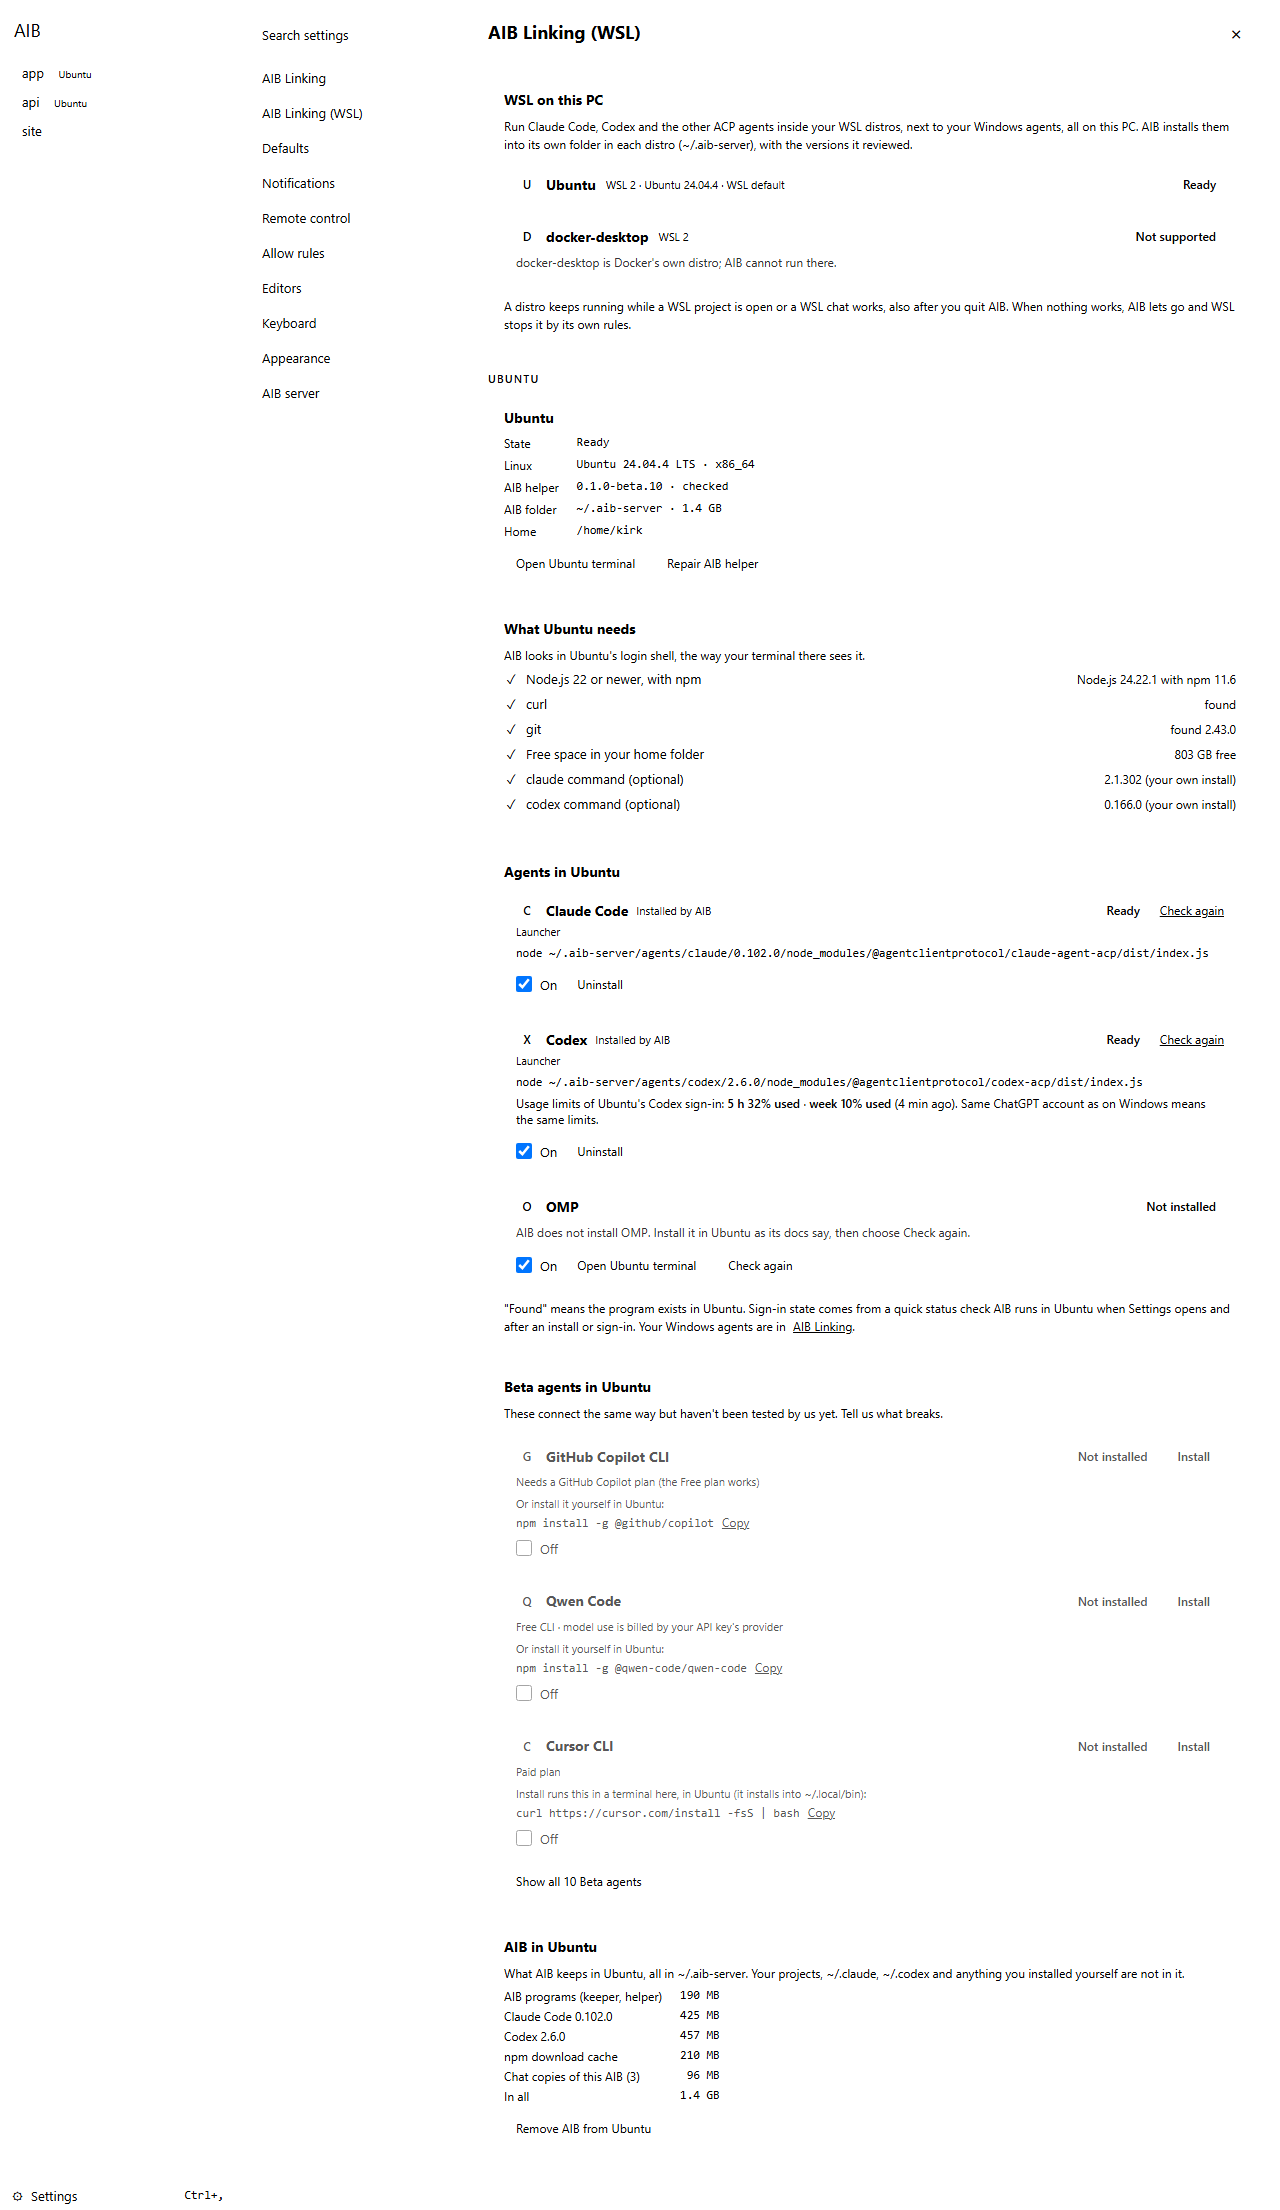 AIB
app Ubuntu
api Ubuntu
site
⚙ Settings Ctrl+,
Search settings
AIB Linking
AIB Linking (WSL)
Defaults
Notifications
Remote control
Allow rules
Editors
Keyboard
Appearance
AIB server
AIB Linking (WSL) ×
WSL on this PC
Run Claude Code, Codex and the other ACP agents inside your WSL distros, next to your Windows agents, all on this PC. AIB installs them
into its own folder in each distro (~/.aib-server), with the versions it reviewed.
U Ubuntu WSL 2 · Ubuntu 24.04.4 · WSL default Ready
D docker-desktop WSL 2 Not supported
docker-desktop is Docker's own distro; AIB cannot run there.
A distro keeps running while a WSL project is open or a WSL chat works, also after you quit AIB. When nothing works, AIB lets go and WSL
stops it by its own rules.
UBUNTU
Ubuntu
State Ready
Linux Ubuntu 24.04.4 LTS · x86_64
AIB helper 0.1.0-beta.10 · checked
AIB folder ~/.aib-server · 1.4 GB
Home /home/kirk
Open Ubuntu terminal Repair AIB helper
What Ubuntu needs
AIB looks in Ubuntu's login shell, the way your terminal there sees it.
✓ Node.js 22 or newer, with npm Node.js 24.22.1 with npm 11.6
✓ curl found
✓ git found 2.43.0
✓ Free space in your home folder 803 GB free
✓ claude command (optional) 2.1.302 (your own install)
✓ codex command (optional) 0.166.0 (your own install)
Agents in Ubuntu
C Claude Code Installed by AIB Ready Check again
Launcher
node ~/.aib-server/agents/claude/0.102.0/node_modules/@agentclientprotocol/claude-agent-acp/dist/index.js
On Uninstall
X Codex Installed by AIB Ready Check again
Launcher
node ~/.aib-server/agents/codex/2.6.0/node_modules/@agentclientprotocol/codex-acp/dist/index.js
Usage limits of Ubuntu's Codex sign-in: 5 h 32% used · week 10% used (4 min ago). Same ChatGPT account as on Windows means
the same limits.
On Uninstall
O OMP Not installed
AIB does not install OMP. Install it in Ubuntu as its docs say, then choose Check again.
On Open Ubuntu terminal Check again
"Found" means the program exists in Ubuntu. Sign-in state comes from a quick status check AIB runs in Ubuntu when Settings opens and
after an install or sign-in. Your Windows agents are in AIB Linking.
Beta agents in Ubuntu
These connect the same way but haven't been tested by us yet. Tell us what breaks.
G GitHub Copilot CLI Not installed Install
Needs a GitHub Copilot plan (the Free plan works)
Or install it yourself in Ubuntu:
npm install -g @github/copilot Copy
Off
Q Qwen Code Not installed Install
Free CLI · model use is billed by your API key's provider
Or install it yourself in Ubuntu:
npm install -g @qwen-code/qwen-code Copy
Off
C Cursor CLI Not installed Install
Paid plan
Install runs this in a terminal here, in Ubuntu (it installs into ~/.local/bin):
curl https://cursor.com/install -fsS | bash Copy
Off
Show all 10 Beta agents
AIB in Ubuntu
What AIB keeps in Ubuntu, all in ~/.aib-server. Your projects, ~/.claude, ~/.codex and anything you installed yourself are not in it.
AIB programs (keeper, helper) 190 MB
Claude Code 0.102.0 425 MB
Codex 2.6.0 457 MB
npm download cache 210 MB
Chat copies of this AIB (3) 96 MB
In all 1.4 GB
Remove AIB from Ubuntu